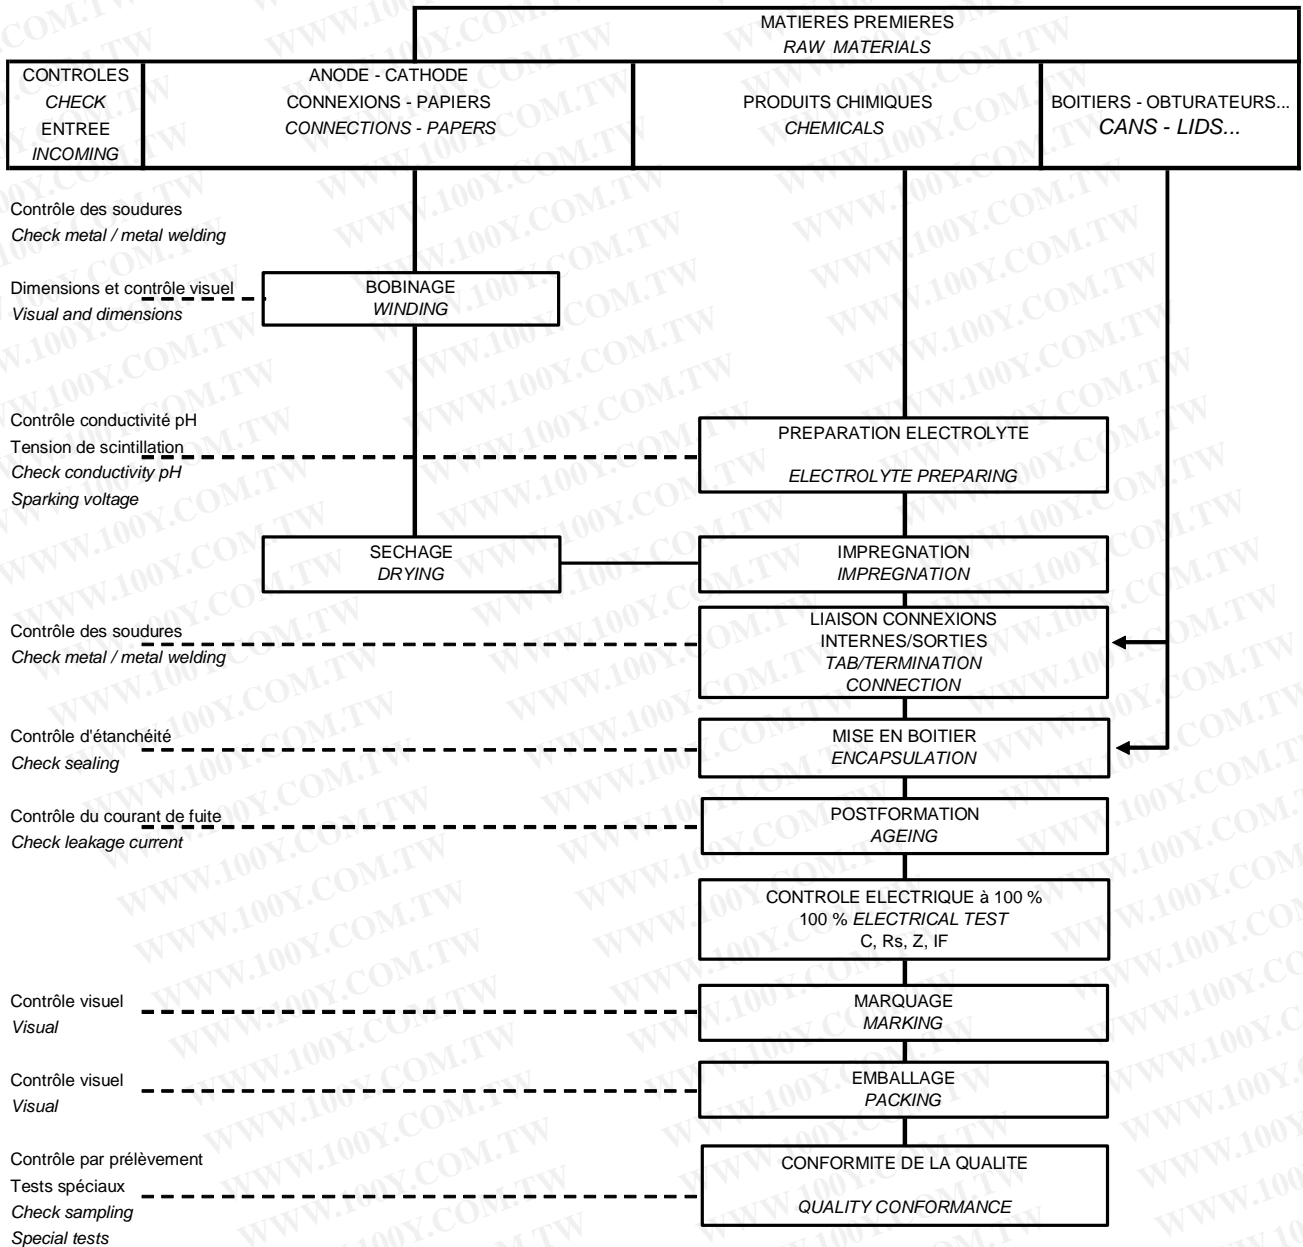 MATIERES PREMIERES
RAW MATERIALS
CONTROLES
CHECK
ENTREE
INCOMING
ANODE - CATHODE
CONNEXIONS - PAPIERS
CONNECTIONS - PAPERS
PRODUITS CHIMIQUES
CHEMICALS
BOITIERS - OBTURATEURS...
CANS - LIDS...
Contrôle des soudures
Check metal / metal welding
Dimensions et contrôle visuel
Visual and dimensions
BOBINAGE
WINDING
Contrôle conductivité pH
Tension de scintillation
Check conductivity pH
Sparking voltage
PREPARATION ELECTROLYTE
ELECTROLYTE PREPARING
SECHAGE
DRYING
IMPREGNATION
IMPREGNATION
Contrôle des soudures
Check metal / metal welding
LIAISON CONNEXIONS
INTERNES/SORTIES
TAB/TERMINATION
CONNECTION
Contrôle d'étanchéité
Check sealing
MISE EN BOITIER
ENCAPSULATION
Contrôle du courant de fuite
Check leakage current
POSTFORMATION
AGEING
CONTROLE ELECTRIQUE à 100 %
100 % ELECTRICAL TEST
C, Rs, Z, IF
Contrôle visuel
Visual
MARQUAGE
MARKING
Contrôle visuel
Visual
EMBALLAGE
PACKING
Contrôle par prélèvement
Tests spéciaux
Check sampling
Special tests
CONFORMITE DE LA QUALITE
QUALITY CONFORMANCE
WWW.100Y.COM.TW